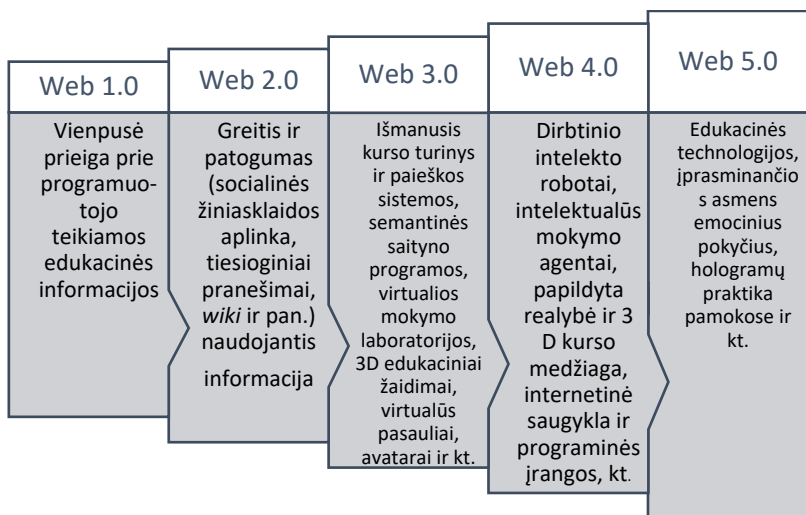 Web 1.0
Vienpusė
prieiga prie
programuo-
tojo
teikiamos
edukacinės
informacijos
Web 2.0
Greitis ir
patogumas
(socialinės
žiniasklaidos
aplinka,
tiesioginiai
pranešimai,
wiki ir pan.)
naudojantis
informacija
Web 3.0
Išmanusis
kurso turinys
ir paieškos
sistemos,
semantinės
saityno
programos,
virtualios
mokymo
laboratorijos,
3D edukaciniai
žaidimai,
virtualūs
pasauliai,
avatarai ir kt.
Web 4.0
Dirbtinio
intelekto
robotai,
intelektualūs
mokymo
agentai,
papildyta
realybė ir 3
D kurso
medžiaga,
internetinė
saugykla ir
programinės
įrangos, kt.
Web 5.0
Edukacinės
technologijos,
įprasminančio
s asmens
emocinius
pokyčius,
hologramų
praktika
pamokose ir
kt.